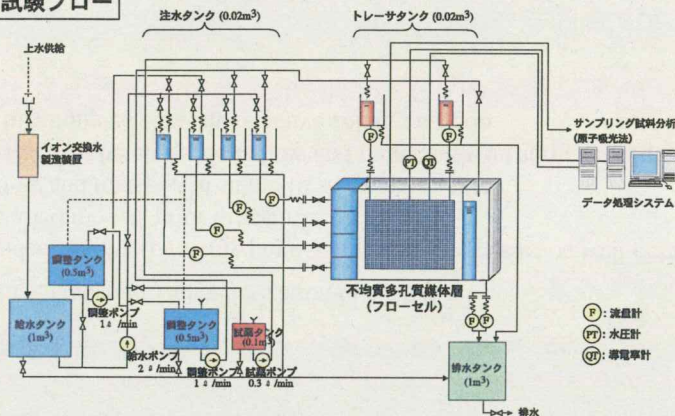 試験フロー
注水タンク (0.02m³)
トレーサタンク (0.02m³)
上水供給
イオン交換水
製造装置
サンプリング試料分析
(原子吸光法)
データ処理システム
F
F
PT
QT
F
F
F
F
調整タンク
(0.5m³)
調整ポンプ
1ℓ/min
給水タンク
(1m³)
給水ポンプ
2ℓ/min
調整タンク
(0.5m³)
調整ポンプ
1ℓ/min
試薬タンク
(0.1m³)
試薬ポンプ
0.3ℓ/min
不均質多孔質媒体層
(フローセル)
F
F
排水タンク
(1m³)
排水
F : 流量計
PT : 水圧計
QT : 導電率計